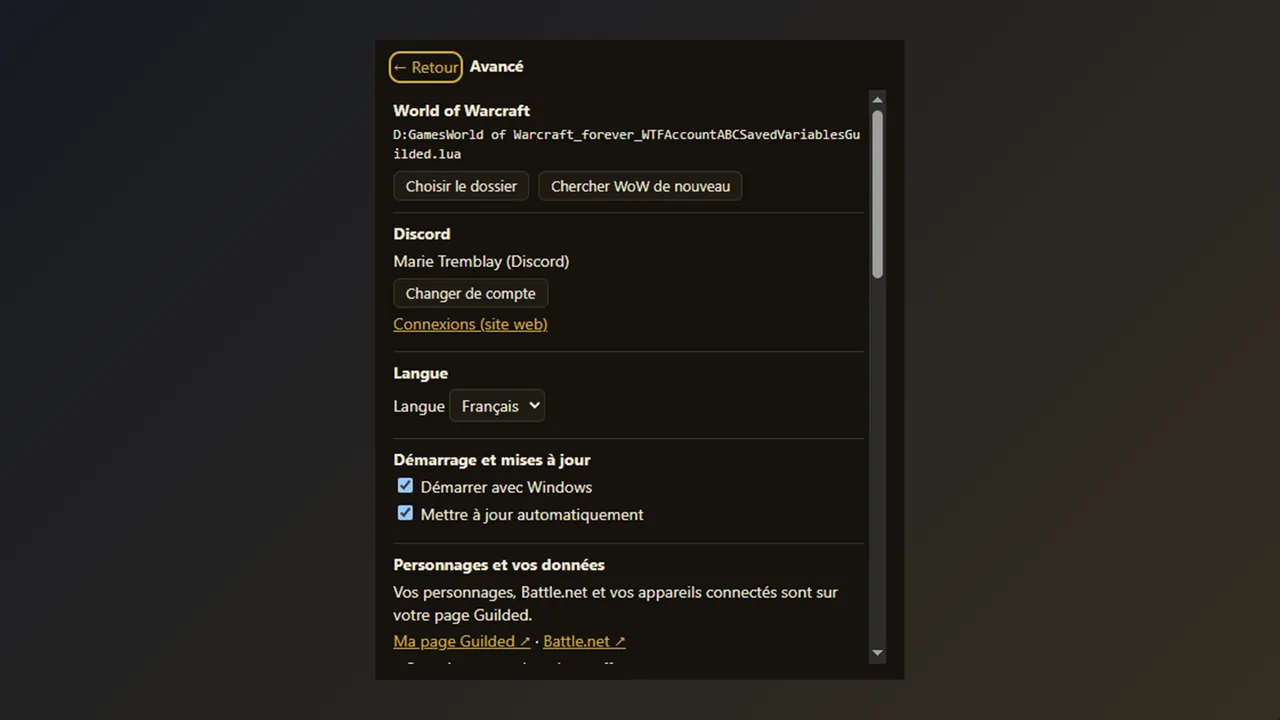 ← Retour Avancé
World of Warcraft
D:GamesWorld of Warcraft_forever_WTFAccountABCSavedVariablesGu
ilded.lua
Choisir le dossier Chercher WoW de nouveau
Discord
Marie Tremblay (Discord)
Changer de compte
Connexions (site web)
Langue
Langue Français
Démarrage et mises à jour
Démarrer avec Windows
Mettre à jour automatiquement
Personnages et vos données
Vos personnages, Battle.net et vos appareils connectés sont sur
votre page Guilded.
Ma page Guilded ↗ · Battle.net ↗